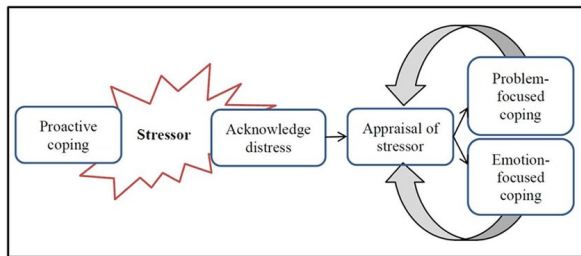 Proactive
coping
Stressor
Acknowledge
distress
Appraisal of
stressor
Problem-
focused
coping
Emotion-
focused
coping